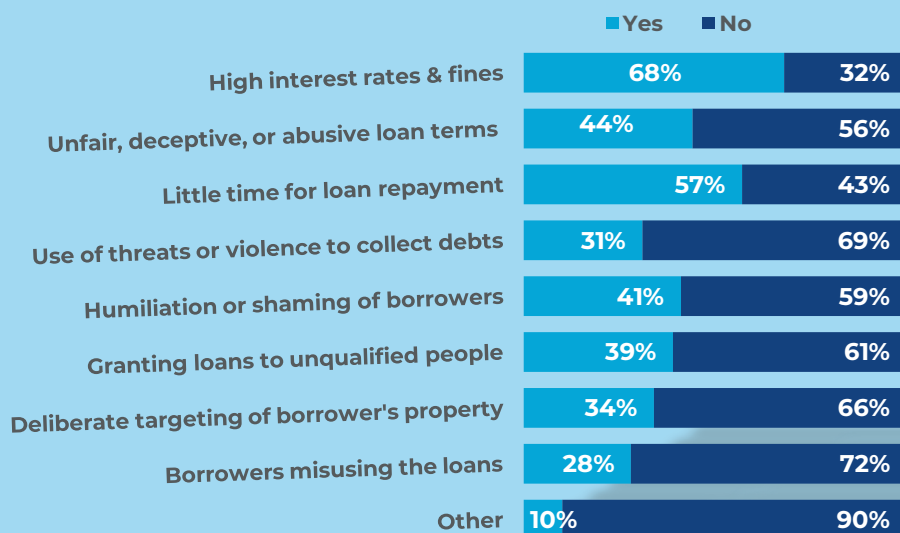 Yes No
High interest rates & fines 68% 32%
Unfair, deceptive, or abusive loan terms 44% 56%
Little time for loan repayment 57% 43%
Use of threats or violence to collect debts 31% 69%
Humiliation or shaming of borrowers 41% 59%
Granting loans to unqualified people 39% 61%
Deliberate targeting of borrower's property 34% 66%
Borrowers misusing the loans 28% 72%
Other 10% 90%